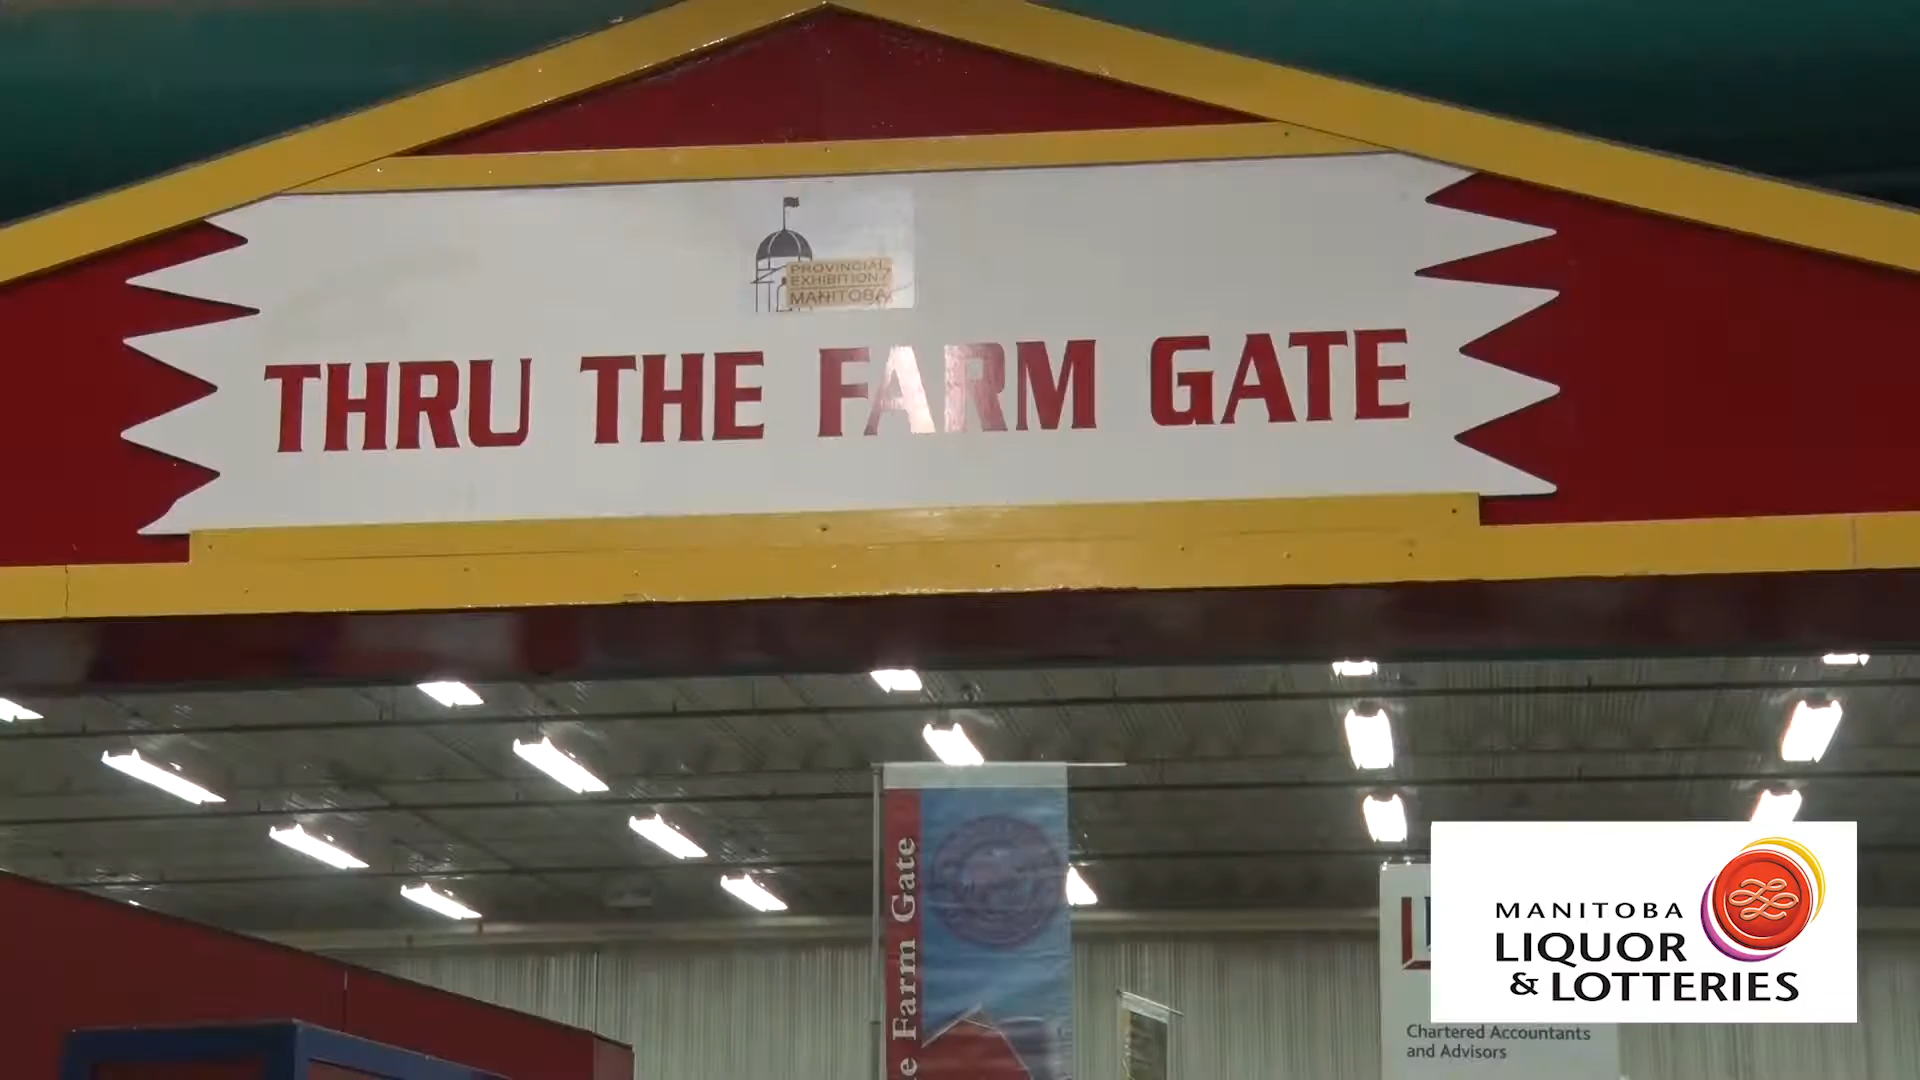 PROVINCIAL
EXHIBITION
MANITOBA
THRU THE FARM GATE
e Farm Gate
MANITOBA
LIQUOR
& LOTTERIES
Chartered Accountants
and Advisors